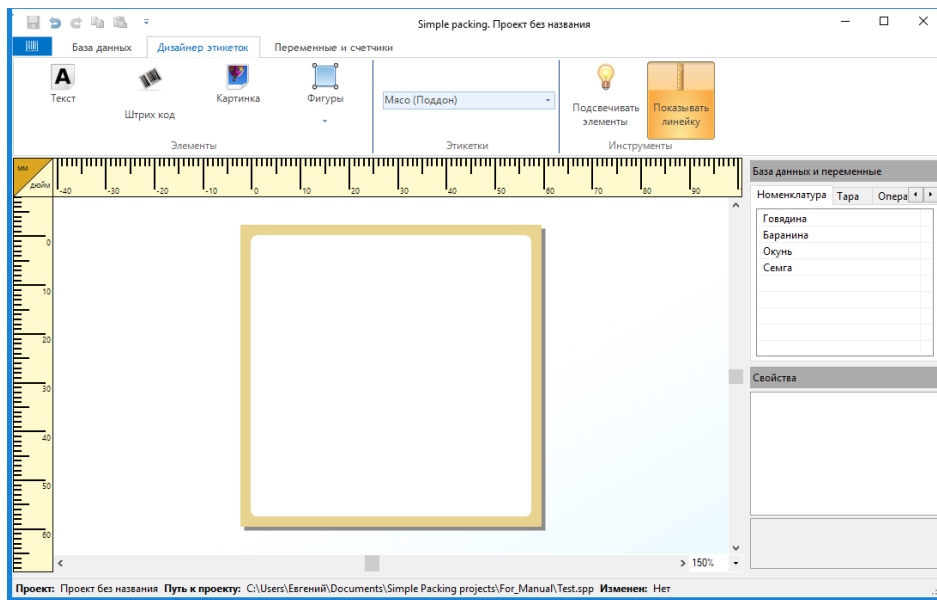 Simple packing. Проект без названия
База данных Дизайнер этикеток Переменные и счетчики
A
Текст Штрих код Картинка Фигуры
Мясо (Поддон)
Подсвечивать элементы
Показывать линейку
Элементы Этикетки Инструменты
мм
дюйм
-40 -30 -20 -10 0 10 20 30 40 50 60 70 80 90
0
10
20
30
40
50
60
База данных и переменные
Номенклатура Тара Опера
Говядина
Баранина
Окунь
Семга
Свойства
150%
Проект: Проект без названия Путь к проекту: C:\Users\Евгений\Documents\Simple Packing projects\For_Manual\Test.spp Изменен: Нет